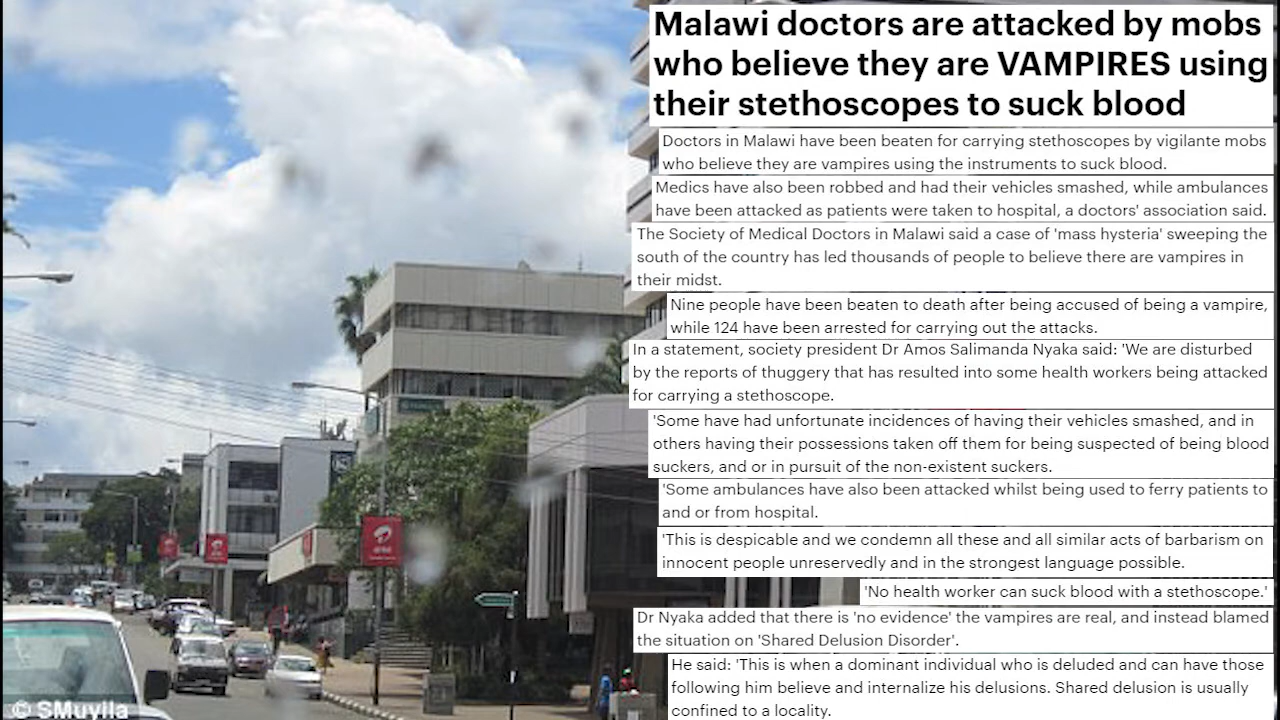 Malawi doctors are attacked by mobs
who believe they are VAMPIRES using
their stethoscopes to suck blood
Doctors in Malawi have been beaten for carrying stethoscopes by vigilante mobs
who believe they are vampires using the instruments to suck blood.
Medics have also been robbed and had their vehicles smashed, while ambulances
have been attacked as patients were taken to hospital, a doctors' association said.
The Society of Medical Doctors in Malawi said a case of 'mass hysteria' sweeping the
south of the country has led thousands of people to believe there are vampires in
their midst.
Nine people have been beaten to death after being accused of being a vampire,
while 124 have been arrested for carrying out the attacks.
In a statement, society president Dr Amos Salimanda Nyaka said: 'We are disturbed
by the reports of thuggery that has resulted into some health workers being attacked
for carrying a stethoscope.
'Some have had unfortunate incidences of having their vehicles smashed, and in
others having their possessions taken off them for being suspected of being blood
suckers, and or in pursuit of the non-existent suckers.
'Some ambulances have also been attacked whilst being used to ferry patients to
and or from hospital.
'This is despicable and we condemn all these and all similar acts of barbarism on
innocent people unreservedly and in the strongest language possible.
'No health worker can suck blood with a stethoscope.'
Dr Nyaka added that there is 'no evidence' the vampires are real, and instead blamed
the situation on 'Shared Delusion Disorder'.
He said: 'This is when a dominant individual who is deluded and can have those
following him believe and internalize his delusions. Shared delusion is usually
confined to a locality.
airtel
© SMuyila